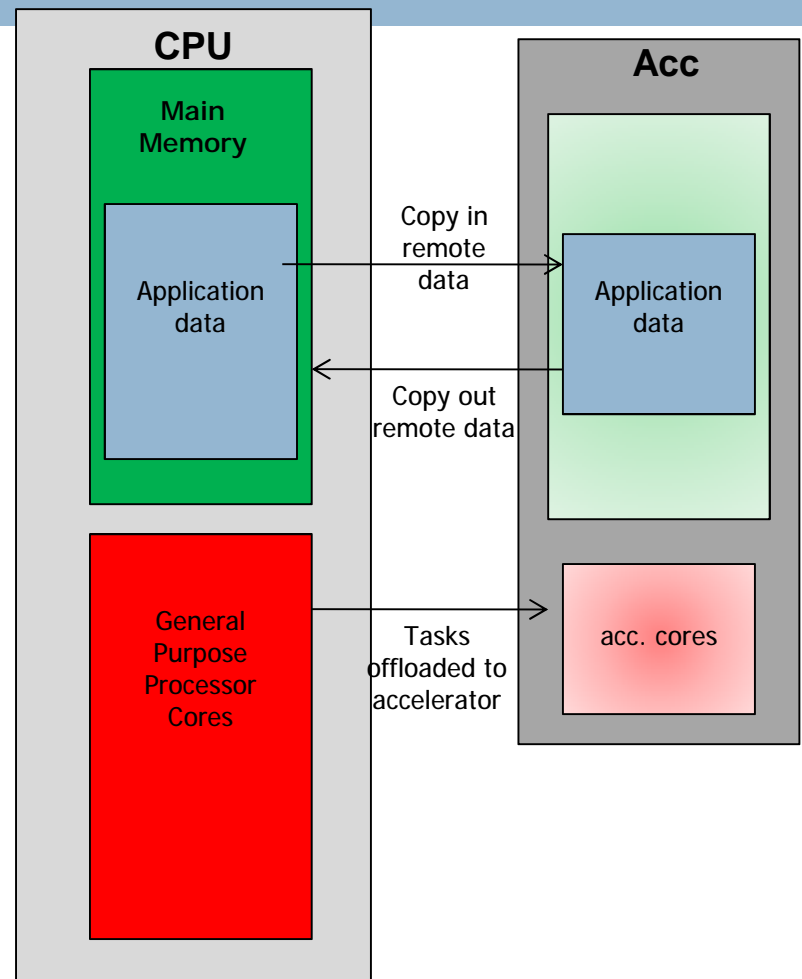 CPU
Main
Memory
Application
data
General
Purpose
Processor
Cores
Copy in
remote
data
Copy out
remote data
Tasks
offloaded to
accelerator
Acc
Application
data
acc. cores